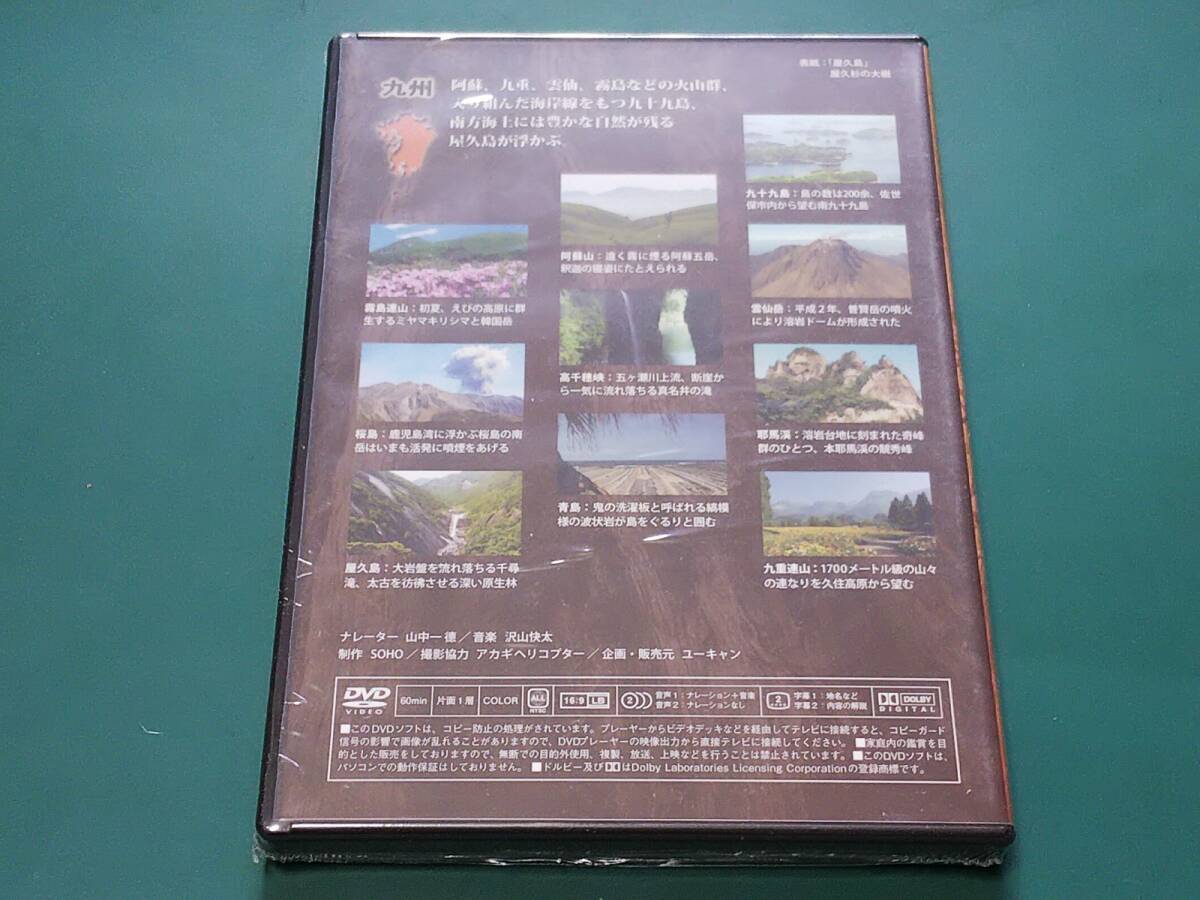 表紙：「屋久島」
屋久杉の大樹
九州
阿蘇、九重、雲仙、霧島などの火山群、
入り組んだ海岸線をもつ九十九島、
南方海上には豊かな自然が残る
屋久島が浮かぶ。
九十九島：島の数は200余、佐世
保市内から望む南九十九島
阿蘇山：遠く霧に煙る阿蘇五岳、
釈迦の寝姿にたとえられる
霧島連山：初夏、えびの高原に群
生するミヤマキリシマと韓国岳
雲仙岳：平成2年、普賢岳の噴火
により溶岩ドームが形成された
高千穂峡：五ヶ瀬川上流、断崖か
ら一気に流れ落ちる真名井の滝
桜島：鹿児島湾に浮かぶ桜島の南
岳はいまも活発に噴煙をあげる
耶馬溪：溶岩台地に刻まれた奇峰
群のひとつ、本耶馬溪の競秀峰
青島：鬼の洗濯板と呼ばれる縞模
様の波状岩が島をぐるりと囲む
屋久島：大岩盤を流れ落ちる千尋
滝、太古を彷彿させる深い原生林
九重連山：1700メートル級の山々
の連なりを久住高原から望む
ナレーター 山中一徳／音楽 沢山快太
制作 SOHO／撮影協力 アカギヘリコプター／企画・販売元 ユーキャン
DVD VIDEO
60min
片面1層
COLOR
ALL
NTSC
16:9 LB
2
音声1：ナレーション＋音楽
音声2：ナレーションなし
2
字幕1：地名など
字幕2：内容の解説
DOLBY DIGITAL
■このDVDソフトは、コピー防止の処理がされています。プレーヤーからビデオデッキなどを経由してテレビに接続すると、コピーガード
信号の影響で画像が乱れることがありますので、DVDプレーヤーの映像出力から直接テレビに接続してください。■家庭内の鑑賞を目
的とした販売をしておりますので、無断での目的外使用、複製、放送、上映などを行うことは禁止されています。■このDVDソフトは、
パソコンでの動作保証はしておりません。■ドルビー及びはDolby Laboratories Licensing Corporationの登録商標です。